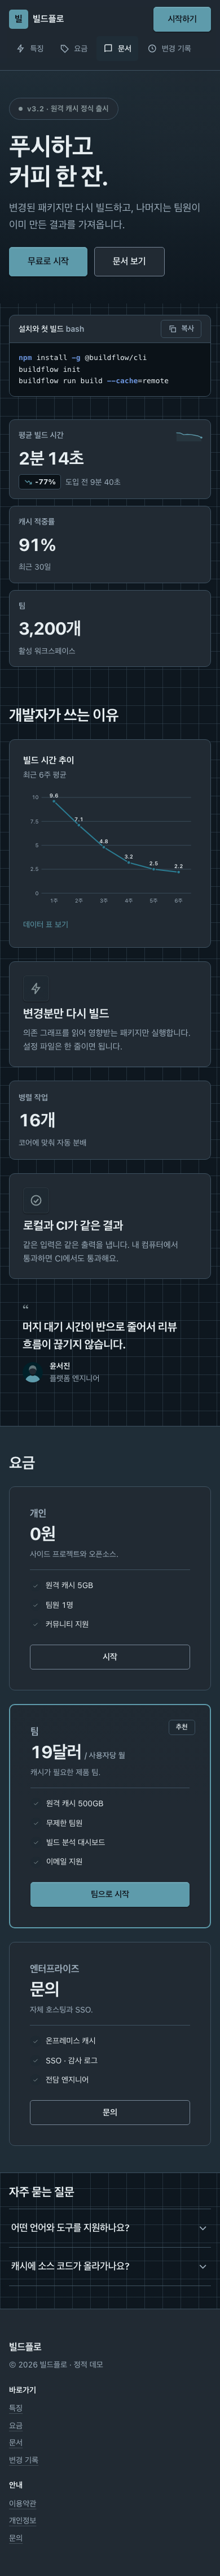 빌 빌드플로
시작하기
특징 요금 문서 변경 기록
v3.2 · 원격 캐시 정식 출시
푸시하고
커피 한 잔.
변경된 패키지만 다시 빌드하고, 나머지는 팀원이
이미 만든 결과를 가져옵니다.
무료로 시작 문서 보기
설치와 첫 빌드 bash 복사
npm install -g @buildflow/cli
buildflow init
buildflow run build --cache=remote
평균 빌드 시간
2분 14초
-77% 도입 전 9분 40초
캐시 적중률
91%
최근 30일
팀
3,200개
활성 워크스페이스
개발자가 쓰는 이유
빌드 시간 추이
최근 6주 평균
10
7.5
5
2.5
0
9.6
7.1
4.8
3.2
2.5
2.2
1주 2주 3주 4주 5주 6주
데이터 표 보기
변경분만 다시 빌드
의존 그래프를 읽어 영향받는 패키지만 실행합니다.
설정 파일은 한 줄이면 됩니다.
병렬 작업
16개
코어에 맞춰 자동 분배
로컬과 CI가 같은 결과
같은 입력은 같은 출력을 냅니다. 내 컴퓨터에서
통과하면 CI에서도 통과해요.
“
머지 대기 시간이 반으로 줄어서 리뷰
흐름이 끊기지 않습니다.
윤서진
플랫폼 엔지니어
요금
개인
0원
사이드 프로젝트와 오픈소스.
원격 캐시 5GB
팀원 1명
커뮤니티 지원
시작
팀
추천
19달러 / 사용자당 월
캐시가 필요한 제품 팀.
원격 캐시 500GB
무제한 팀원
빌드 분석 대시보드
이메일 지원
팀으로 시작
엔터프라이즈
문의
자체 호스팅과 SSO.
온프레미스 캐시
SSO · 감사 로그
전담 엔지니어
문의
자주 묻는 질문
어떤 언어와 도구를 지원하나요?
캐시에 소스 코드가 올라가나요?
빌드플로
© 2026 빌드플로 · 정적 데모
바로가기
특징
요금
문서
변경 기록
안내
이용약관
개인정보
문의